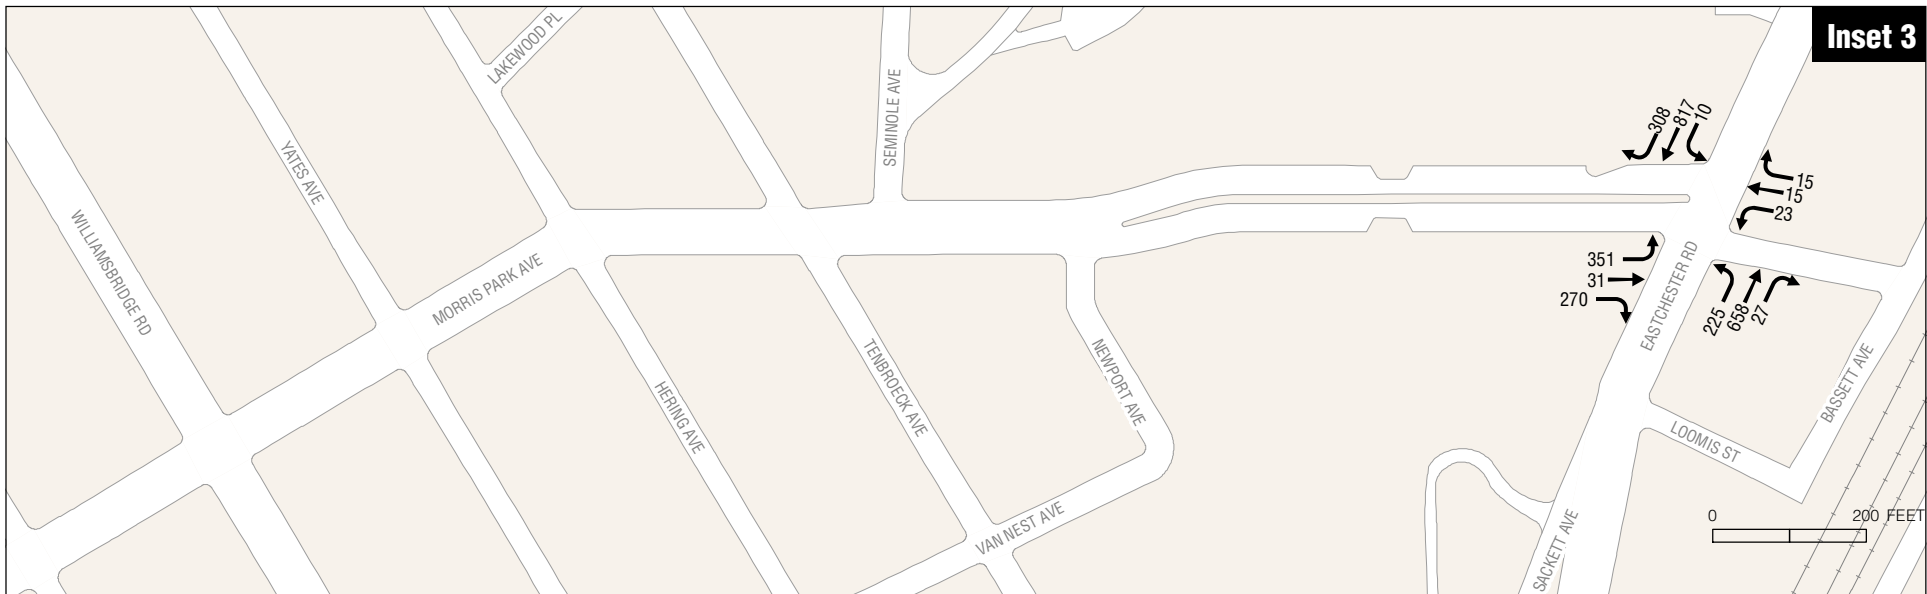 Inset 3
LAKEWOOD PL
SEMINOLE AVE
308
817
10
YATES AVE
15
15
23
WILLIAMSBRIDGE RD
MORRIS PARK AVE
351
31
270
EASTCHESTER RD
225
658
27
HERING AVE
TENBROECK AVE
NEWPORT AVE
BASSETT AVE
LOOMIS ST
VAN NEST AVE
SACKETT AVE
0 200 FEET